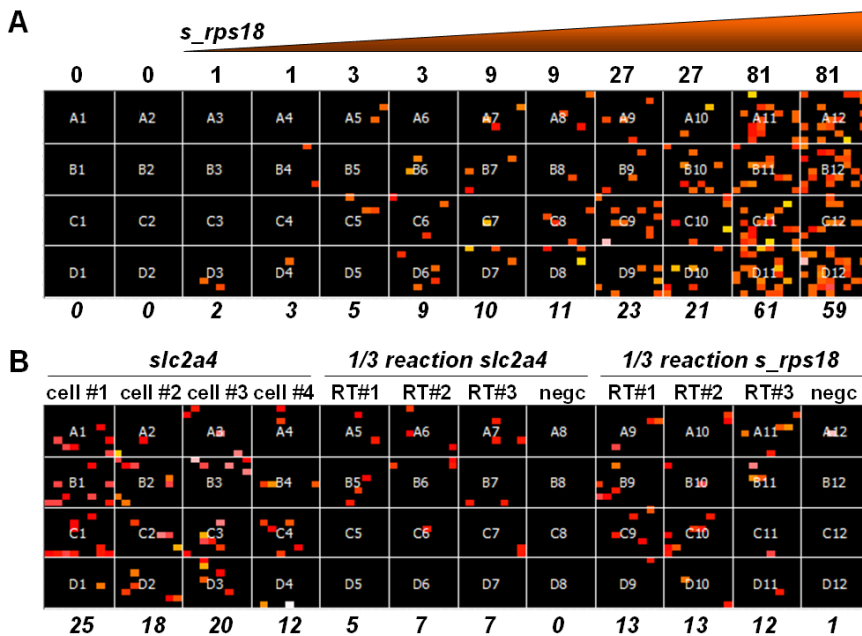 A
s_rps18
0 0 1 1 3 3 9 9 27 27 81 81
A1 A2 A3 A4 A5 A6 A7 A8 A9 A10 A11 A12
B1 B2 B3 B4 B5 B6 B7 B8 B9 B10 B11 B12
C1 C2 C3 C4 C5 C6 C7 C8 C9 C10 C11 C12
D1 D2 D3 D4 D5 D6 D7 D8 D9 D10 D11 D12
0 0 2 3 5 9 10 11 23 21 61 59
B
slc2a4 1/3 reaction slc2a4 1/3 reaction s_rps18
cell #1 cell #2 cell #3 cell #4 RT#1 RT#2 RT#3 negc RT#1 RT#2 RT#3 negc
A1 A2 A3 A4 A5 A6 A7 A8 A9 A10 A11 A12
B1 B2 B3 B4 B5 B6 B7 B8 B9 B10 B11 B12
C1 C2 C3 C4 C5 C6 C7 C8 C9 C10 C11 C12
D1 D2 D3 D4 D5 D6 D7 D8 D9 D10 D11 D12
25 18 20 12 5 7 7 0 13 13 12 1